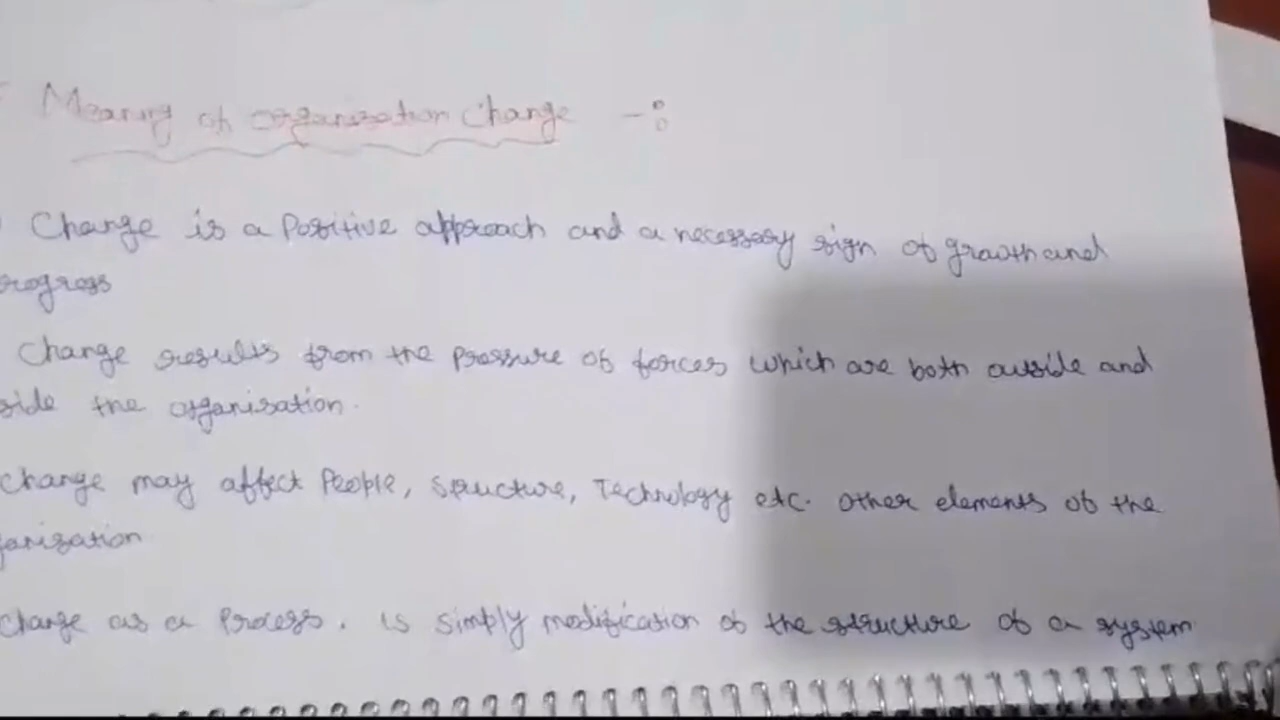 Meaning of organization Change -:
Change is a Positive approach and a necessary sign of growth and
rogress
Change results from the pressure of forces which are both outside and
side the organisation.
Change may affect People, structure, Technology etc. other elements of the
ganisation
Change as a Process. is simply modification of the structure of a system